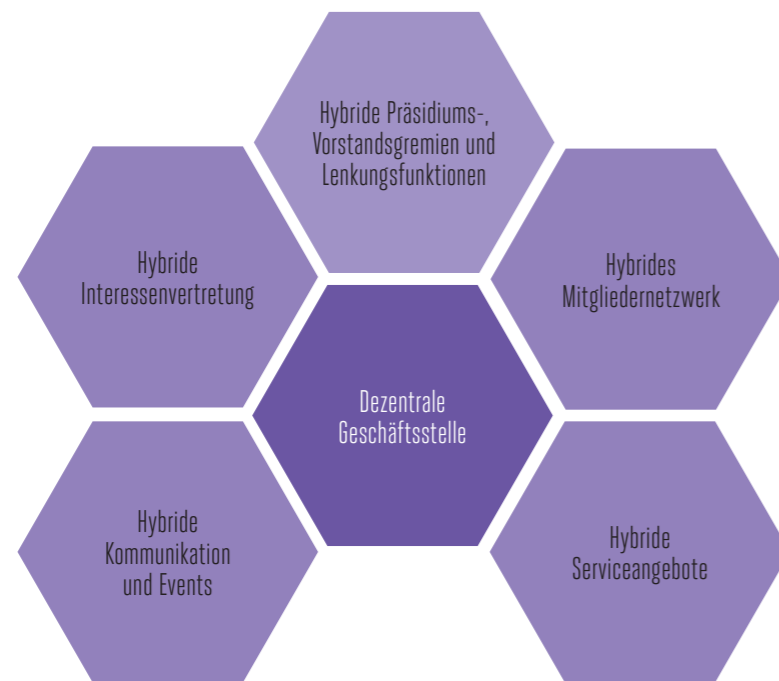 Hybride Präsidiums-,
Vorstandsgremien und
Lenkungsfunktionen
Hybride
Interessenvertretung
Hybrides
Mitgliedernetzwerk
Dezentrale
Geschäftsstelle
Hybride
Kommunikation
und Events
Hybride
Serviceangebote